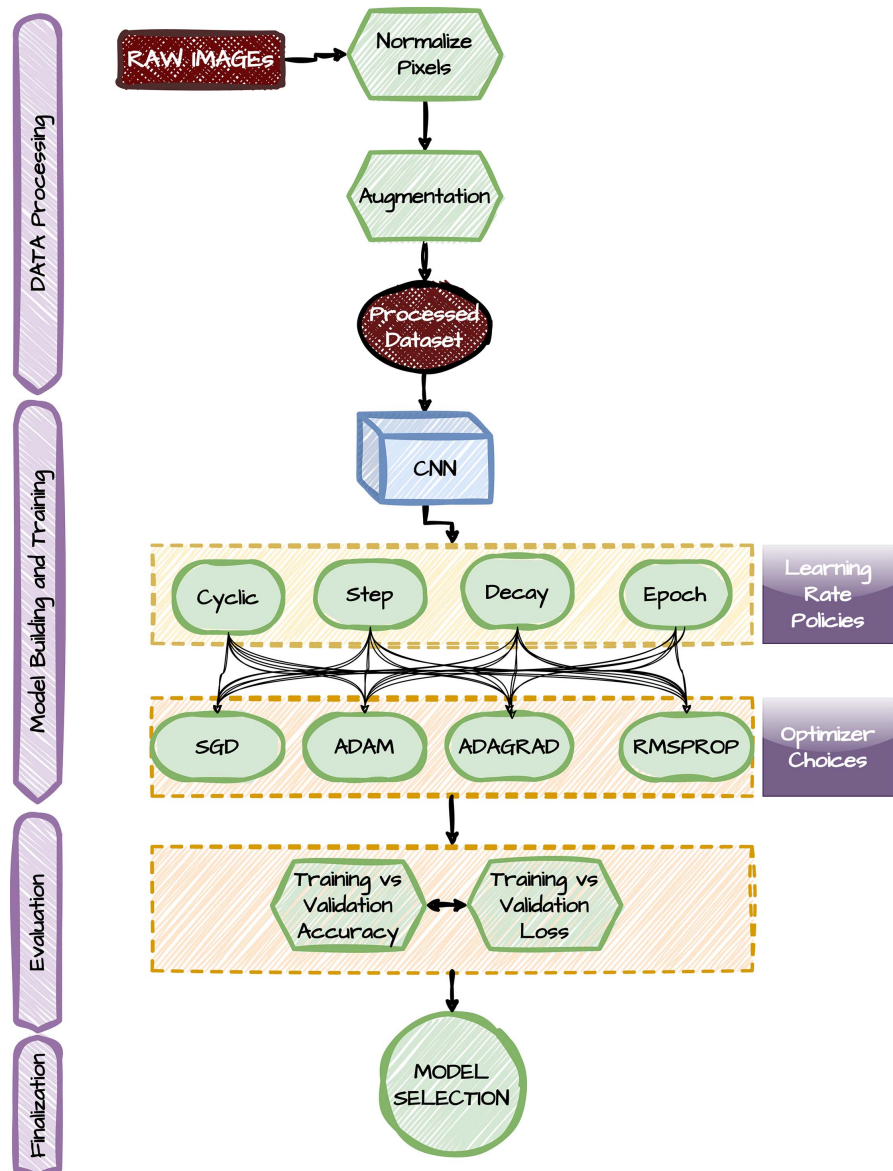 DATA Processing
RAW IMAGEs
Normalize
Pixels
Augmentation
Processed
Dataset
Model Building and Training
CNN
Cyclic
Step
Decay
Epoch
Learning
Rate
Policies
SGD
ADAM
ADAGRAD
RMSPROP
Optimizer
Choices
Evaluation
Training vs
Validation
Accuracy
Training vs
Validation
Loss
Finalization
MODEL
SELECTION